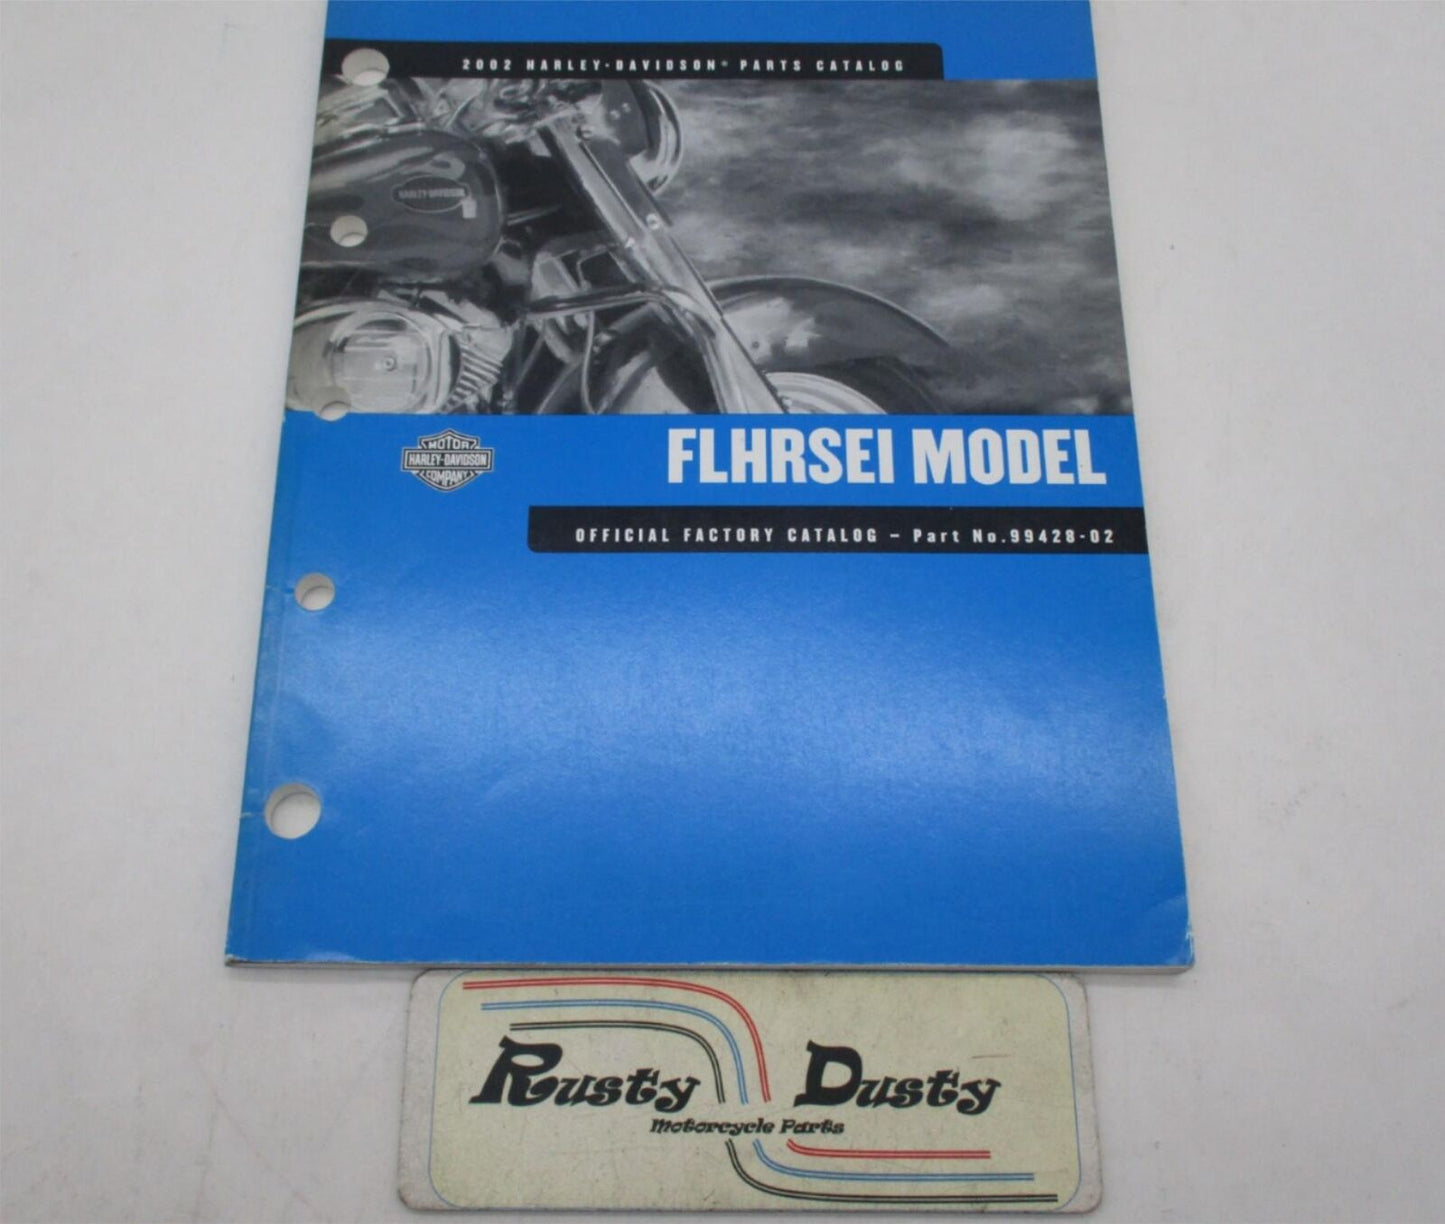 2002 HARLEY-DAVIDSON® PARTS CATALOG
HARLEY-DAVIDSON
MOTOR
HARLEY-DAVIDSON
COMPANY
FLHRSEI MODEL
OFFICIAL FACTORY CATALOG – Part No.99428-02
Rusty Dusty
Motorcycle Parts